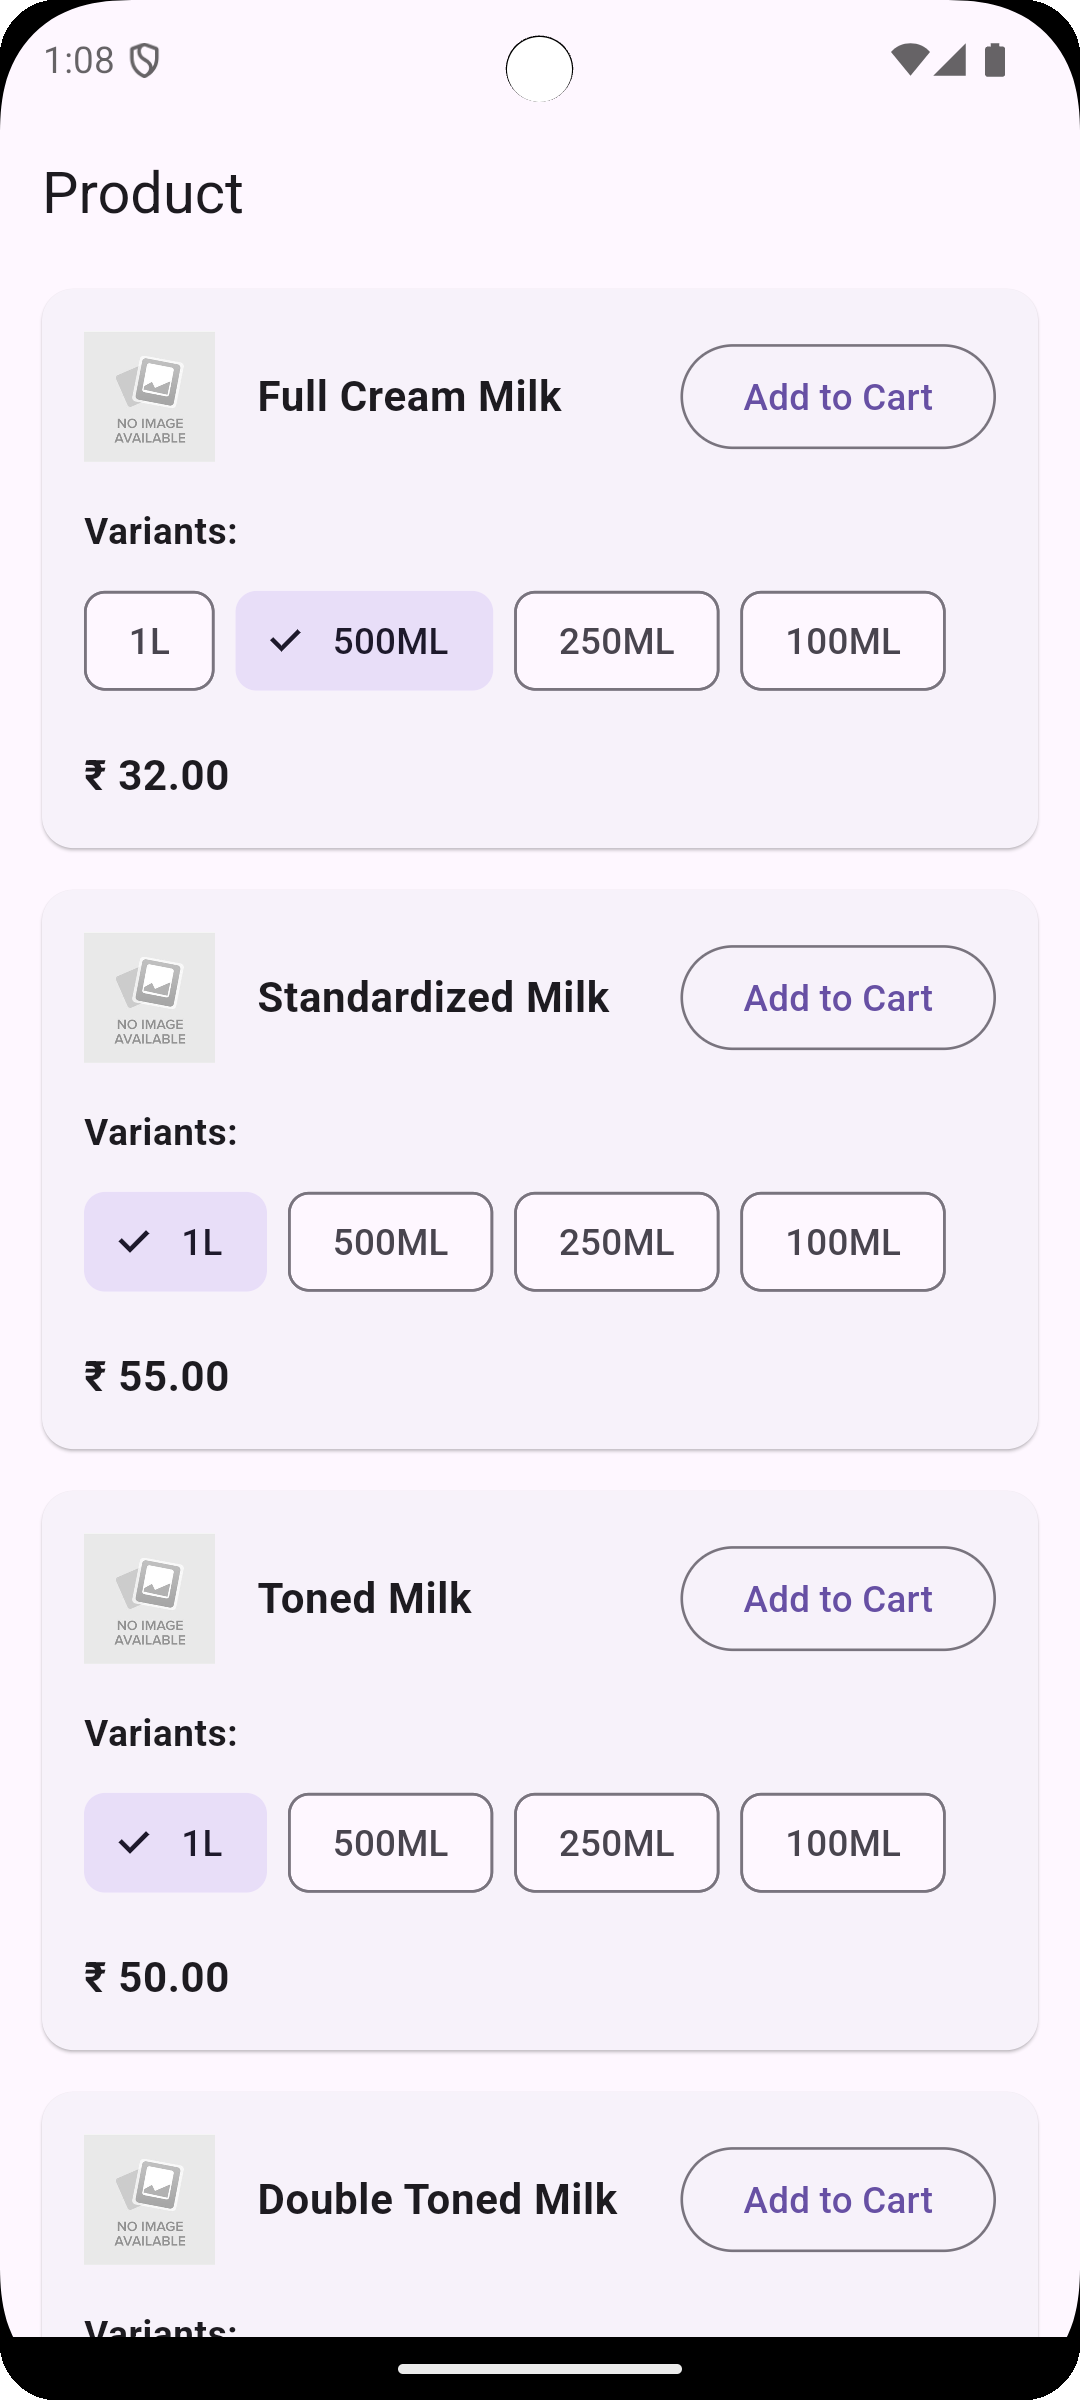 1:08
Product
NO IMAGE
AVAILABLE
Full Cream Milk
Add to Cart
Variants:
1L
500ML
250ML
100ML
₹ 32.00
NO IMAGE
AVAILABLE
Standardized Milk
Add to Cart
Variants:
1L
500ML
250ML
100ML
₹ 55.00
NO IMAGE
AVAILABLE
Toned Milk
Add to Cart
Variants:
1L
500ML
250ML
100ML
₹ 50.00
NO IMAGE
AVAILABLE
Double Toned Milk
Add to Cart
Variants: